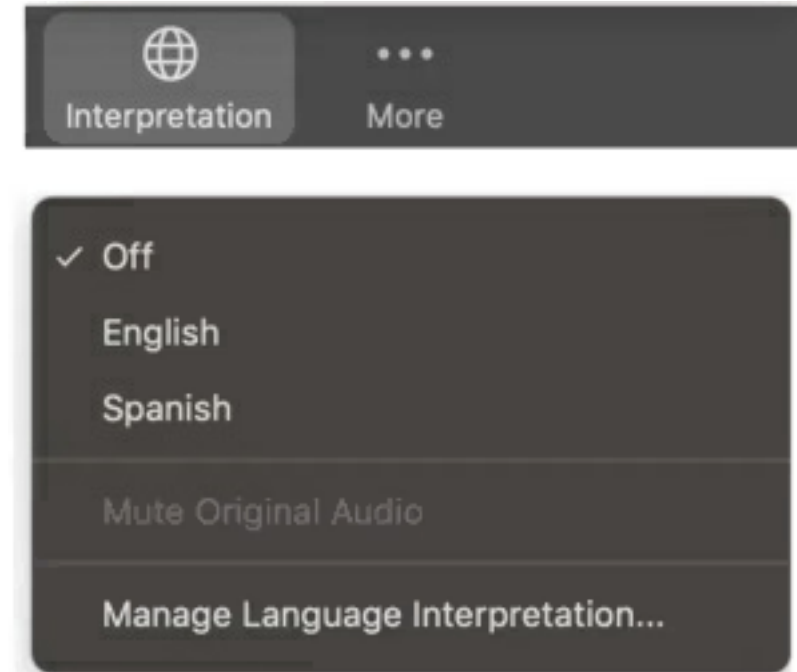 Interpretation More
Off
English
Spanish
Mute Original Audio
Manage Language Interpretation...